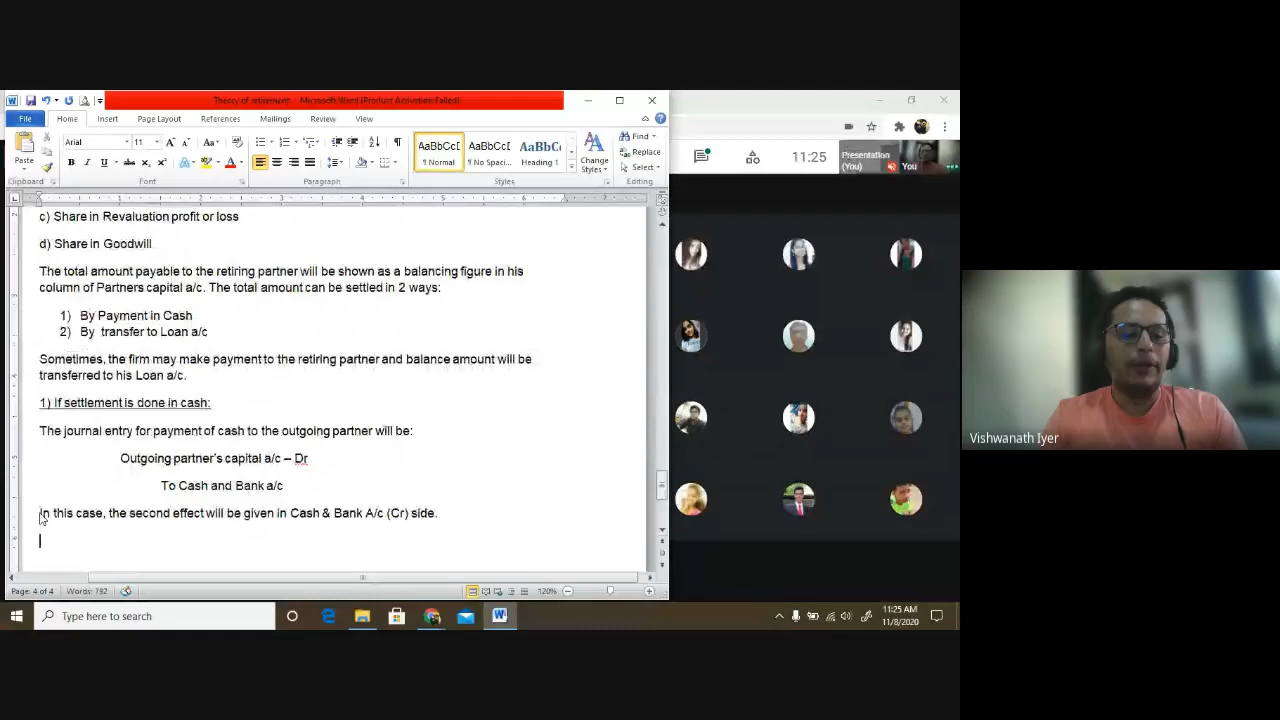 Theory of retirement - Microsoft Word (Product Activation Failed)
File Home Insert Page Layout References Mailings Review View
Paste
Arial 11
AaBbCcI AaBbCcI AaBbC
¶ Normal ¶ No Spaci... Heading 1
Change Styles
Find
Replace
Select
Clipboard Font Paragraph Styles Editing
c) Share in Revaluation profit or loss
d) Share in Goodwill
The total amount payable to the retiring partner will be shown as a balancing figure in his
column of Partners capital a/c. The total amount can be settled in 2 ways:
1) By Payment in Cash
2) By transfer to Loan a/c
Sometimes, the firm may make payment to the retiring partner and balance amount will be
transferred to his Loan a/c.
1) If settlement is done in cash:
The journal entry for payment of cash to the outgoing partner will be:
Outgoing partner's capital a/c – Dr
To Cash and Bank a/c
In this case, the second effect will be given in Cash & Bank A/c (Cr) side.
Page: 4 of 4 Words: 792 120%
Type here to search
11:25 AM
11/8/2020
11:25
Presentation (You)
You
Vishwanath Iyer